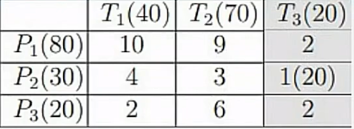 T₁(40) T₂(70) T₃(20)
P₁(80) 10 9 2
P₂(30) 4 3 1(20)
P₃(20) 2 6 2